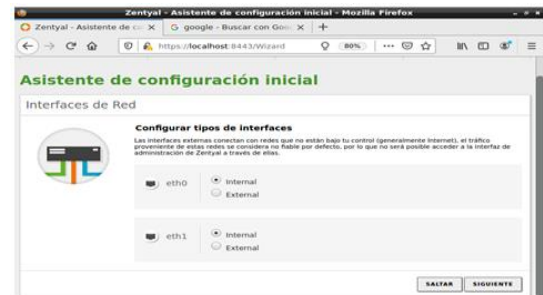 Zentyal - Asistente de configuración inicial - Mozilla Firefox
Zentyal - Asistente de co
google - Buscar con Goo
https://localhost:8443/Wizard
80%
Asistente de configuración inicial
Interfaces de Red
Configurar tipos de interfaces
Las interfaces externas conectan con redes que no están bajo tu control (generalmente Internet), el tráfico
proveniente de estas redes se considera no fiable por defecto, por lo que no será posible acceder a la interfaz de
administración de Zentyal a través de ellas.
eth0
Internal
External
eth1
Internal
External
SALTAR
SIGUIENTE